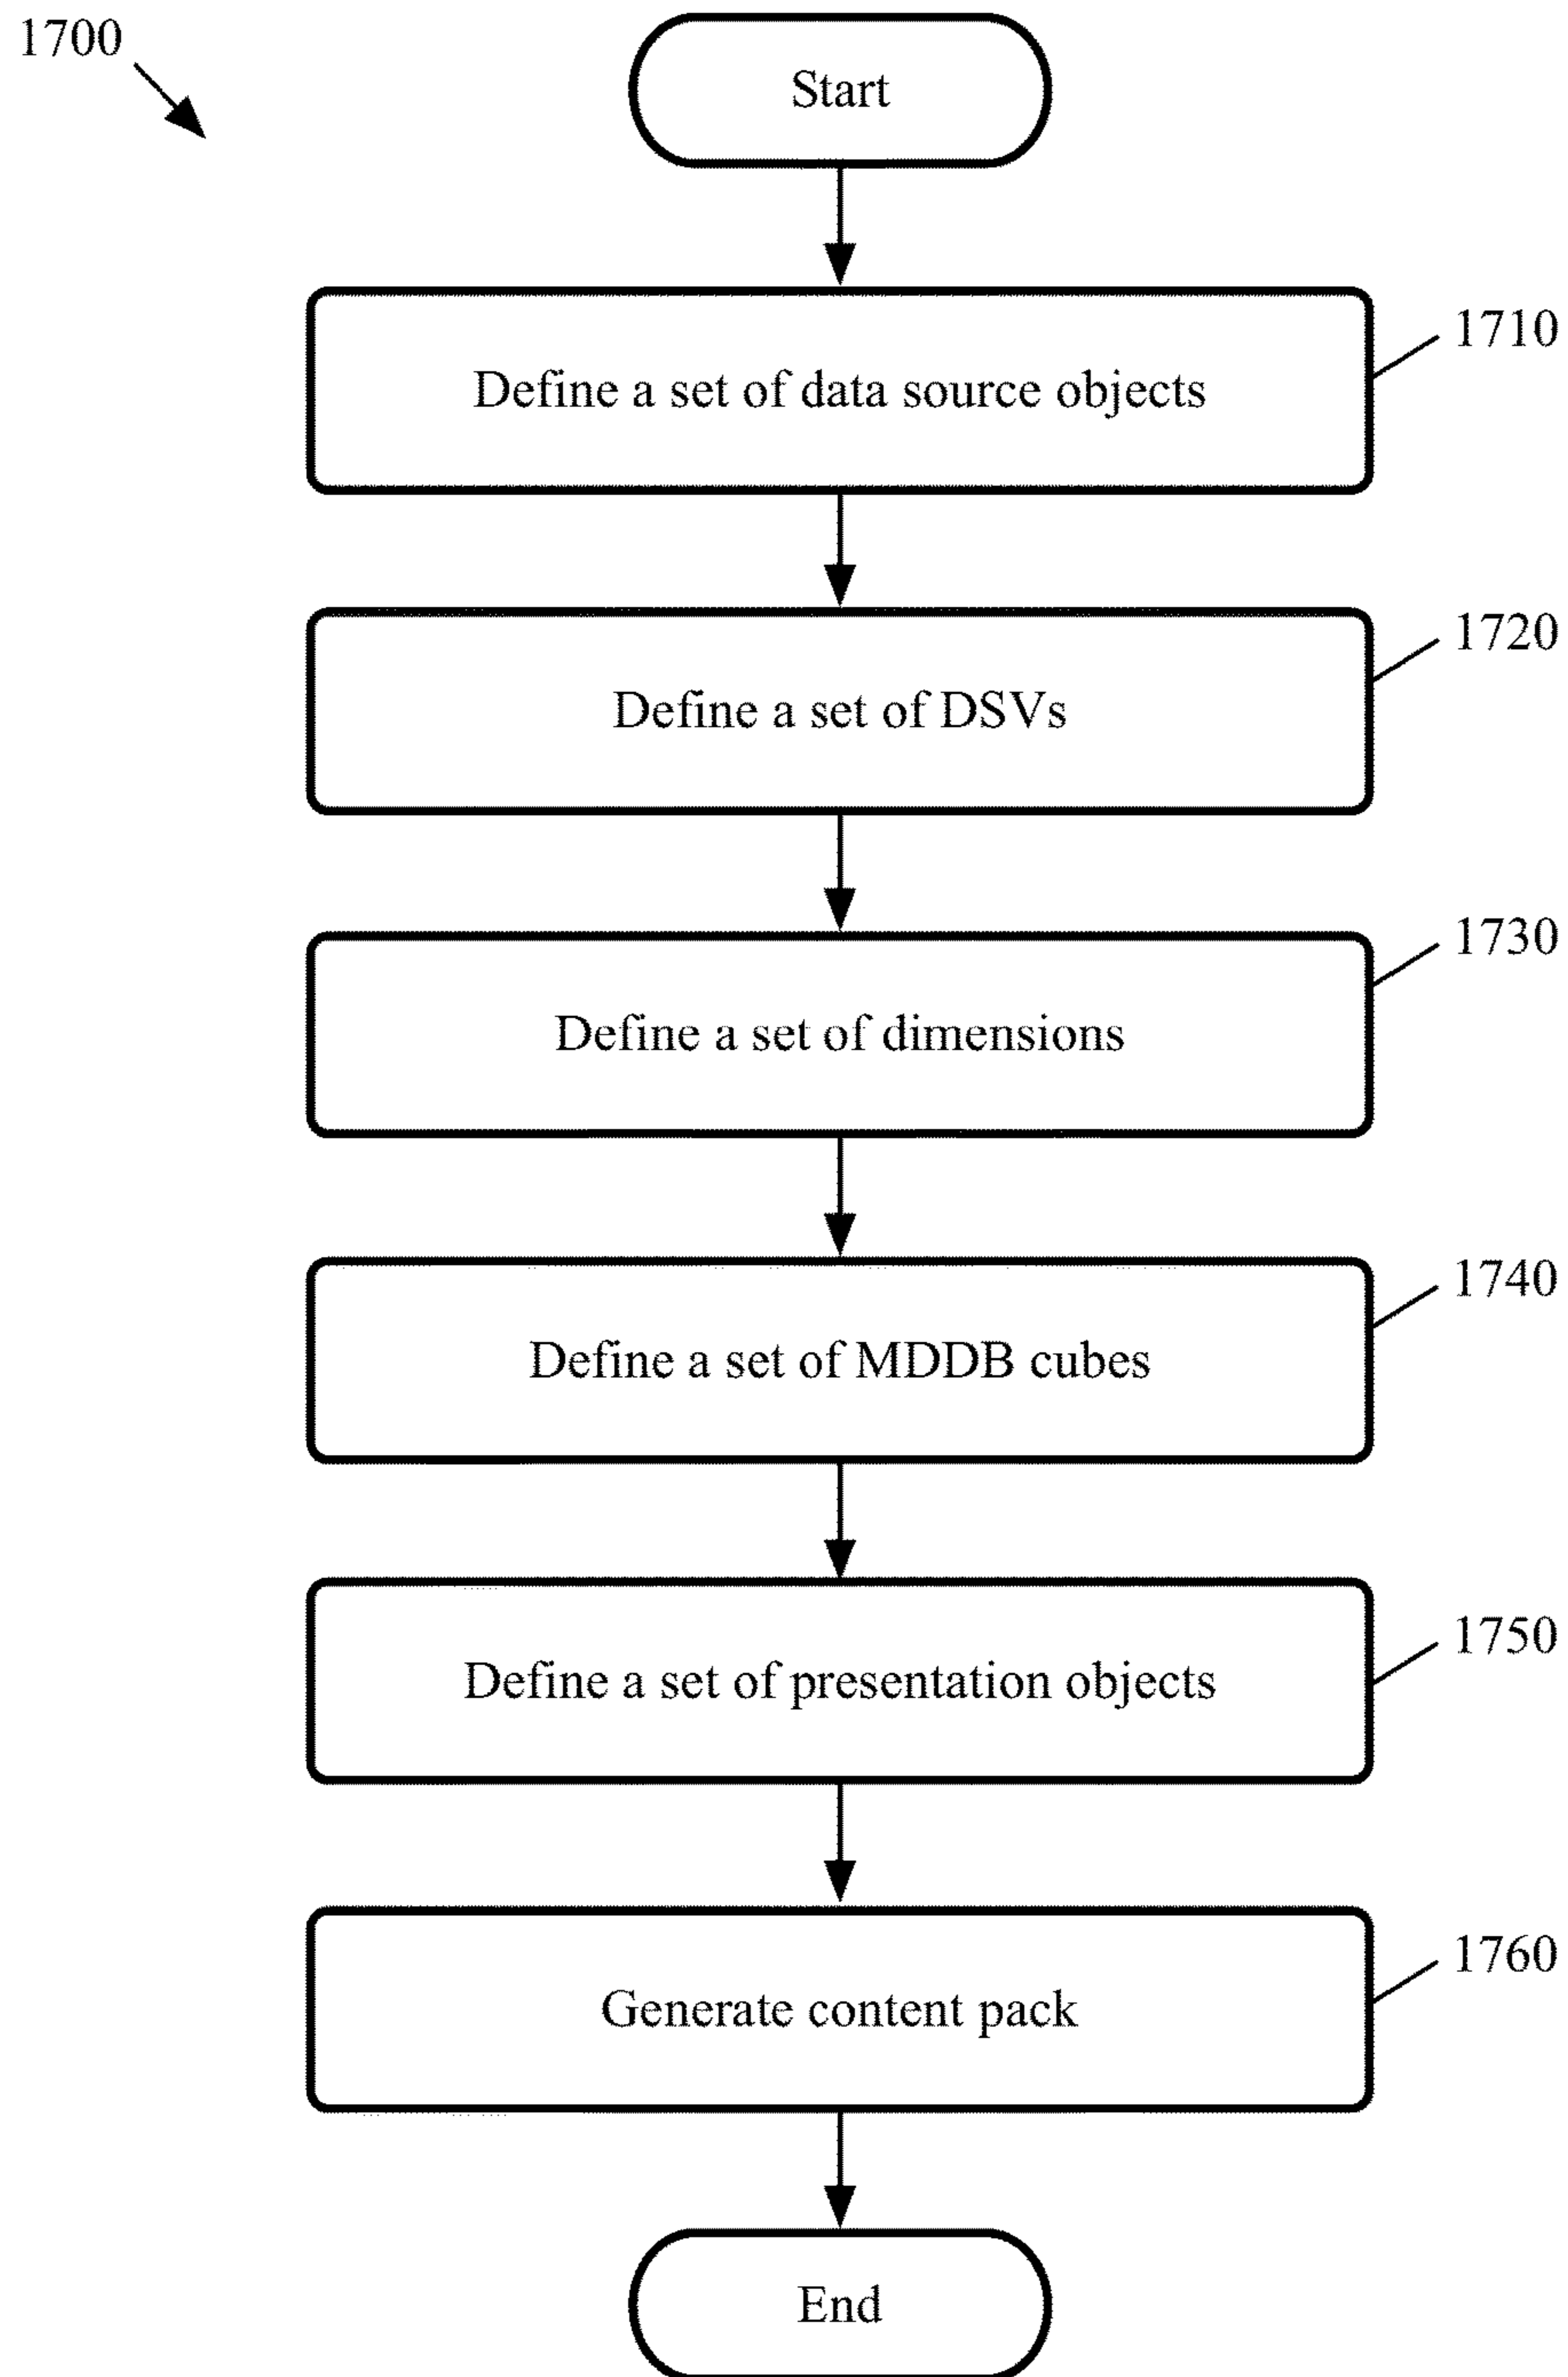 1700
Start
Define a set of data source objects
1710
Define a set of DSVs
1720
Define a set of dimensions
1730
Define a set of MDDB cubes
1740
Define a set of presentation objects
1750
Generate content pack
1760
End